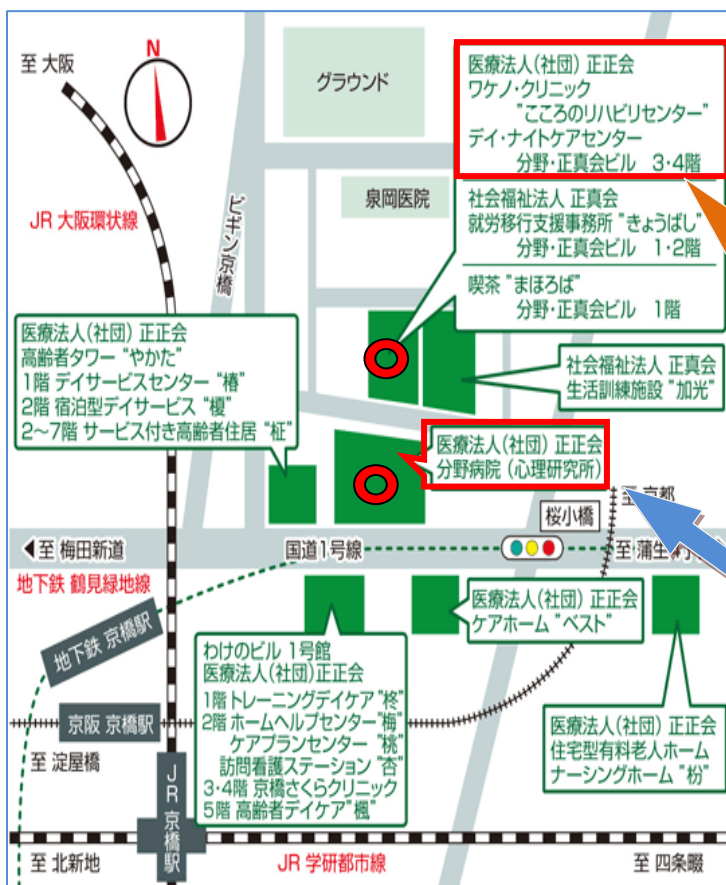 至 大阪
N
グラウンド
医療法人(社団) 正正会
ワケノ・クリニック
"こころのリハビリセンター"
デイ・ナイトケアセンター
分野・正真会ビル 3・4階
泉岡医院
社会福祉法人 正真会
就労移行支援事務所 "きょうばし"
分野・正真会ビル 1・2階
喫茶 "まほろば"
分野・正真会ビル 1階
JR 大阪環状線
ビギン京橋
医療法人(社団) 正正会
高齢者タワー "やかた"
1階 デイサービスセンター "椿"
2階 宿泊型デイサービス "榎"
2〜7階 サービス付き高齢者住居 "柾"
社会福祉法人 正真会
生活訓練施設 "加光"
医療法人(社団) 正正会
分野病院 (心理研究所)
至 京都
桜小橋
至 梅田新道
国道1号線
至 蒲生
地下鉄 鶴見緑地線
地下鉄 京橋駅
医療法人(社団) 正正会
ケアホーム "ベスト"
わけのビル 1号館
医療法人(社団)正正会
1階 トレーニングデイケア "柊"
2階 ホームヘルプセンター"梅"
ケアプランセンター "桃"
訪問看護ステーション "杏"
3・4階 京橋さくらクリニック
5階 高齢者デイケア"楓"
京阪 京橋駅
至 淀屋橋
医療法人(社団) 正正会
住宅型有料老人ホーム
ナーシングホーム "枌"
JR 京橋駅
至 北新地
JR 学研都市線
至 四条畷